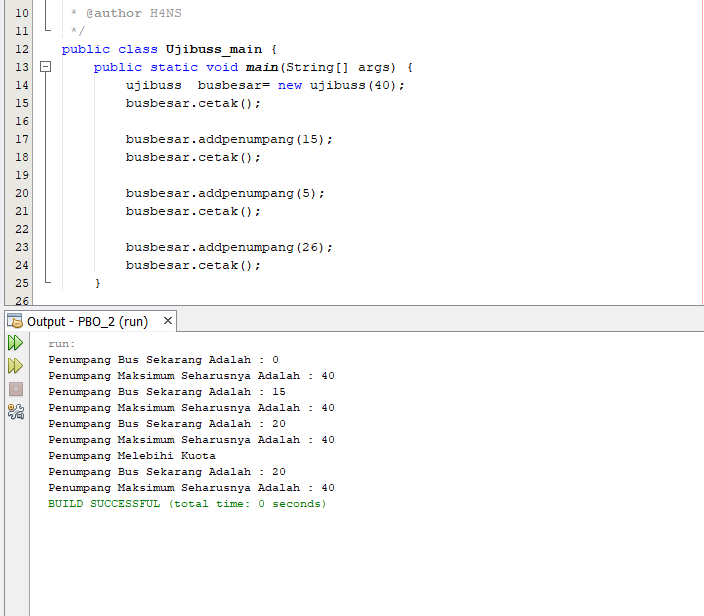 10 * @author H4NS
11 */
12 public class Ujibuss_main {
13 public static void main(String[] args) {
14 ujibuss  busbesar= new ujibuss(40);
15 busbesar.cetak();
16
17 busbesar.addpenumpang(15);
18 busbesar.cetak();
19
20 busbesar.addpenumpang(5);
21 busbesar.cetak();
22
23 busbesar.addpenumpang(26);
24 busbesar.cetak();
25 }
26
Output - PBO_2 (run) ×
run:
Penumpang Bus Sekarang Adalah : 0
Penumpang Maksimum Seharusnya Adalah : 40
Penumpang Bus Sekarang Adalah : 15
Penumpang Maksimum Seharusnya Adalah : 40
Penumpang Bus Sekarang Adalah : 20
Penumpang Maksimum Seharusnya Adalah : 40
Penumpang Melebihi Kuota
Penumpang Bus Sekarang Adalah : 20
Penumpang Maksimum Seharusnya Adalah : 40
BUILD SUCCESSFUL (total time: 0 seconds)